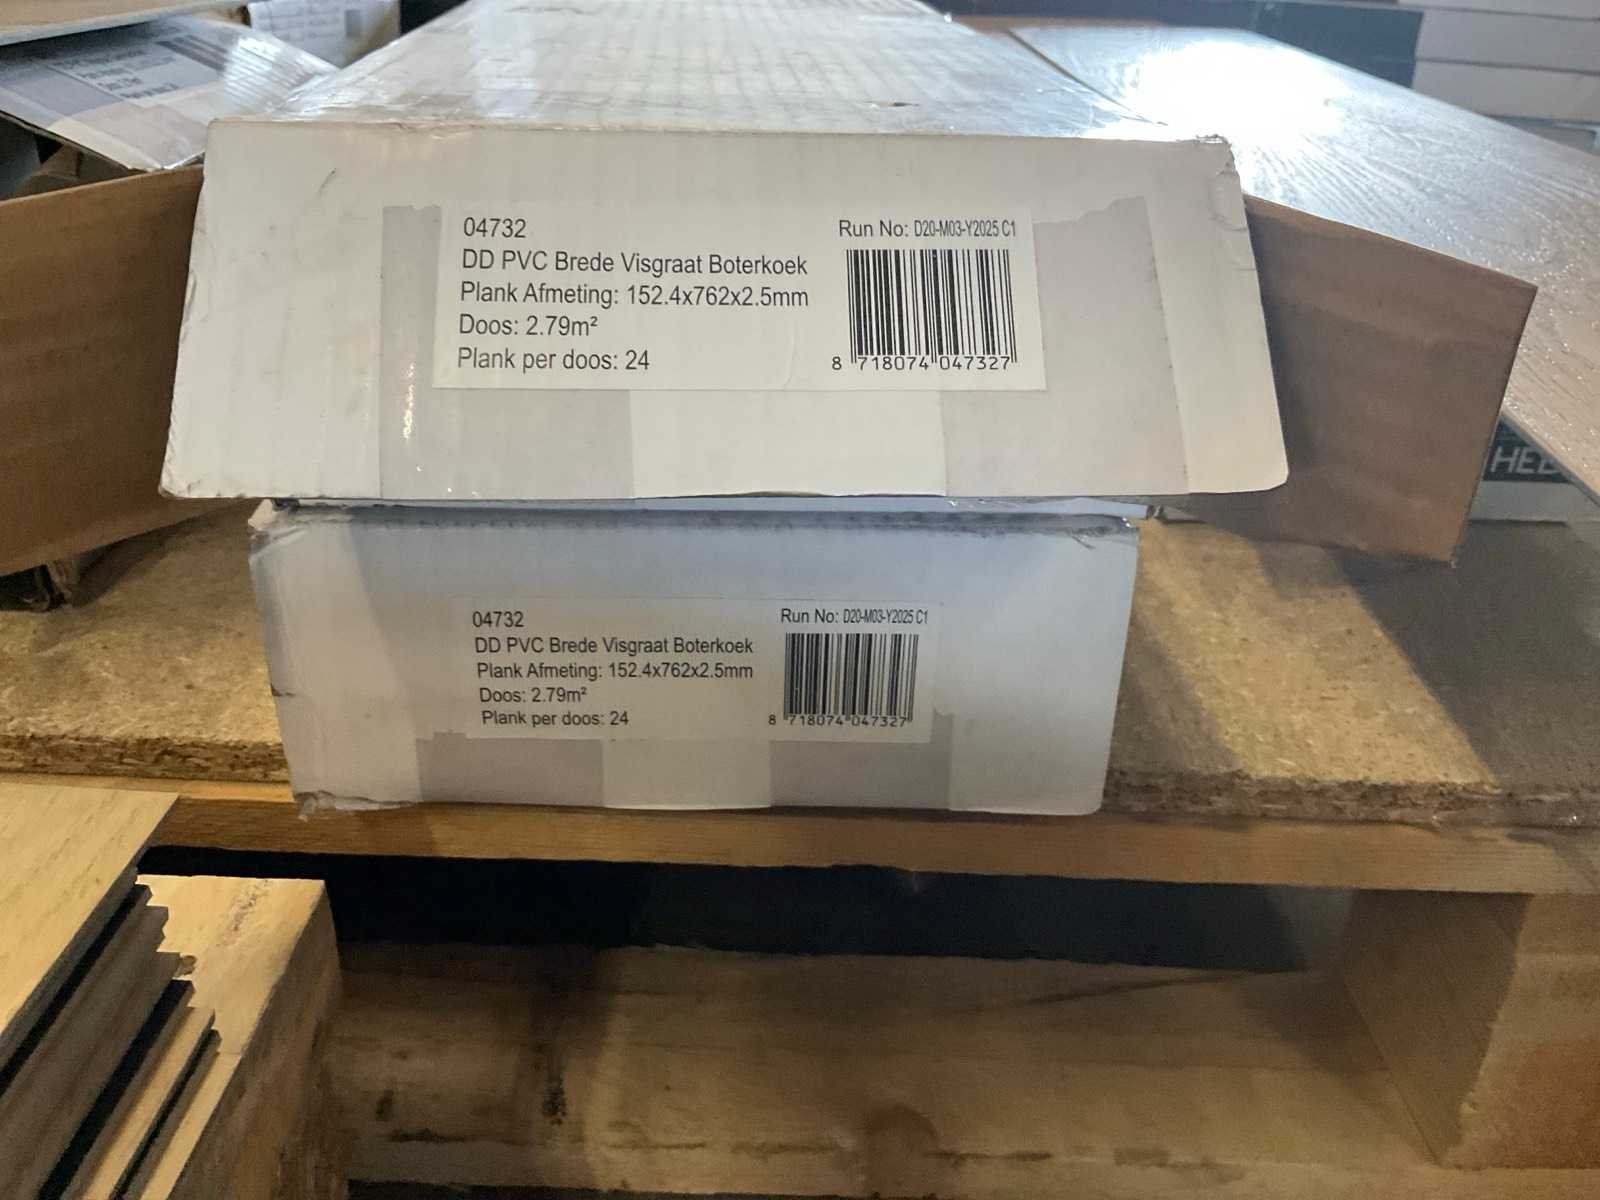 04732
Run No: D20-M03-Y2025 C1
DD PVC Brede Visgraat Boterkoek
Plank Afmeting: 152.4x762x2.5mm
Doos: 2.79m²
Plank per doos: 24
8 718074 047327
04732
Run No: D20-M03-Y2025 C1
DD PVC Brede Visgraat Boterkoek
Plank Afmeting: 152.4x762x2.5mm
Doos: 2.79m²
Plank per doos: 24
8 718074 047327